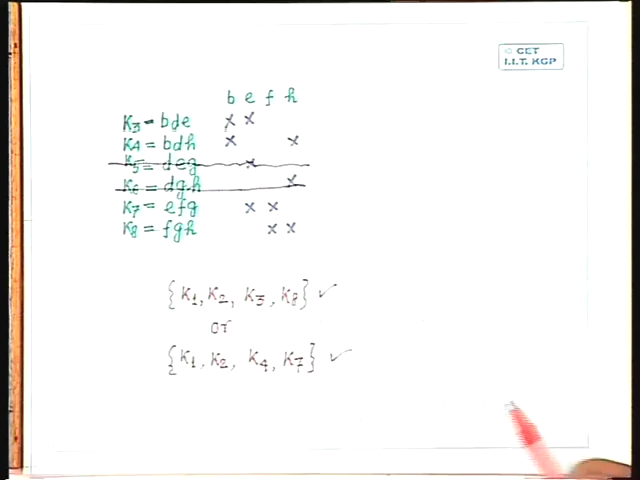 © CET
I.I.T. KGP
b e f h
K3 = bde x x
K4 = bdh x x
K5 = deg x
K6 = dgh x
K7 = efg x x
K8 = fgh x x
{K1, K2, K3, K8} ✓
or
{K1, K2, K4, K7} ✓